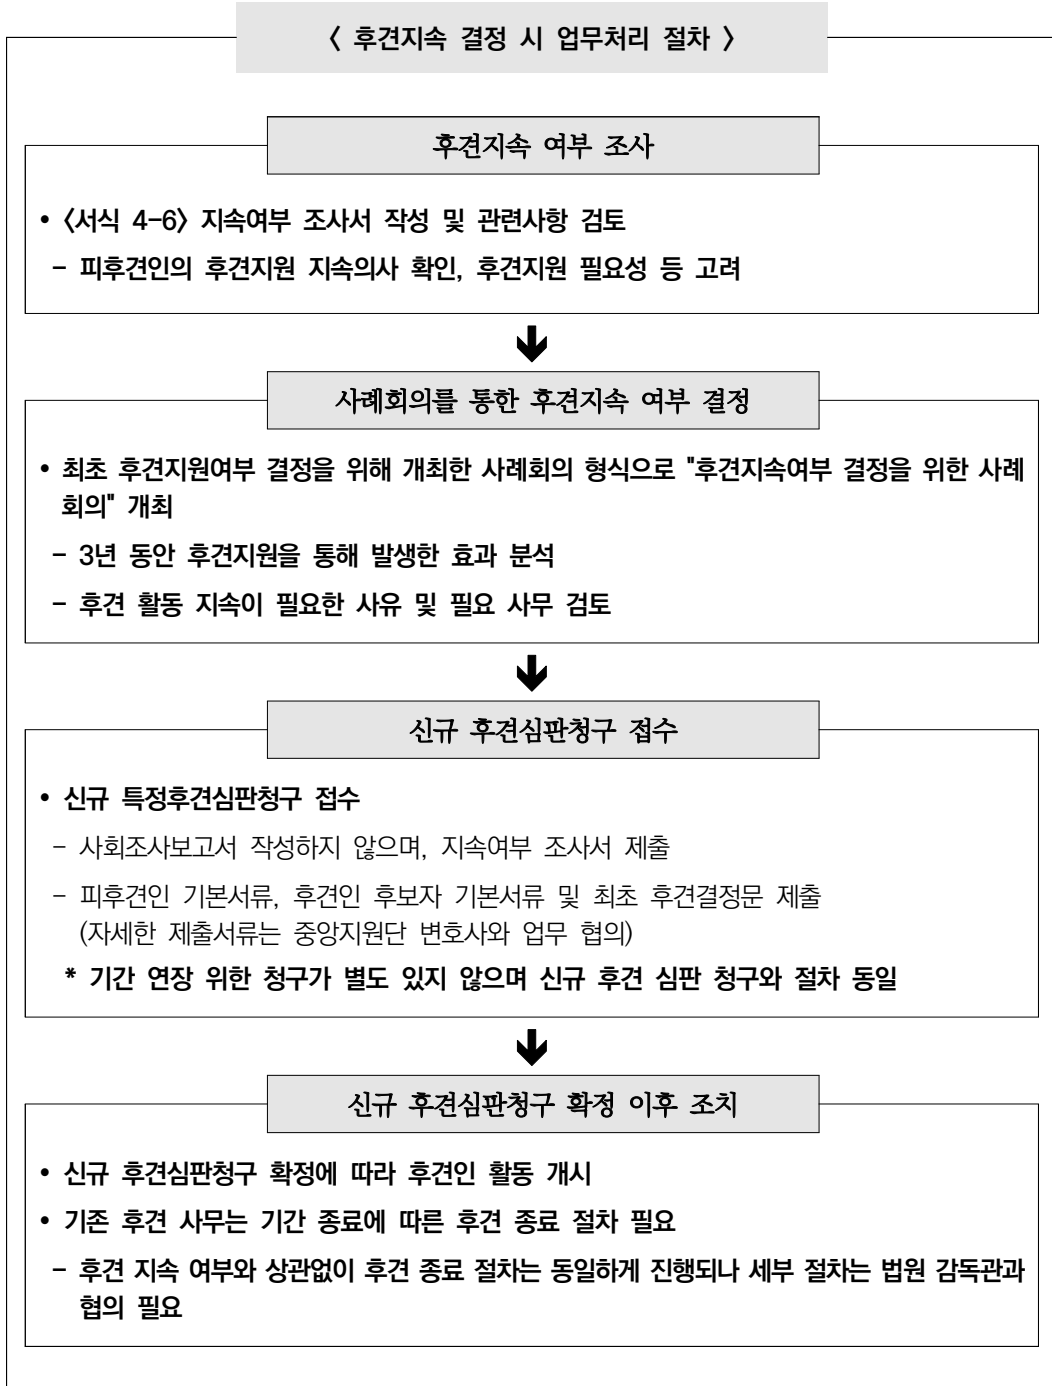 〈 후견지속 결정 시 업무처리 절차 〉
후견지속 여부 조사
• 〈서식 4-6〉 지속여부 조사서 작성 및 관련사항 검토
- 피후견인의 후견지원 지속의사 확인, 후견지원 필요성 등 고려
사례회의를 통한 후견지속 여부 결정
• 최초 후견지원여부 결정을 위해 개최한 사례회의 형식으로 "후견지속여부 결정을 위한 사례
회의" 개최
- 3년 동안 후견지원을 통해 발생한 효과 분석
- 후견 활동 지속이 필요한 사유 및 필요 사무 검토
신규 후견심판청구 접수
• 신규 특정후견심판청구 접수
- 사회조사보고서 작성하지 않으며, 지속여부 조사서 제출
- 피후견인 기본서류, 후견인 후보자 기본서류 및 최초 후견결정문 제출
(자세한 제출서류는 중앙지원단 변호사와 업무 협의)
* 기간 연장 위한 청구가 별도 있지 않으며 신규 후견 심판 청구와 절차 동일
신규 후견심판청구 확정 이후 조치
• 신규 후견심판청구 확정에 따라 후견인 활동 개시
• 기존 후견 사무는 기간 종료에 따른 후견 종료 절차 필요
- 후견 지속 여부와 상관없이 후견 종료 절차는 동일하게 진행되나 세부 절차는 법원 감독관과
협의 필요